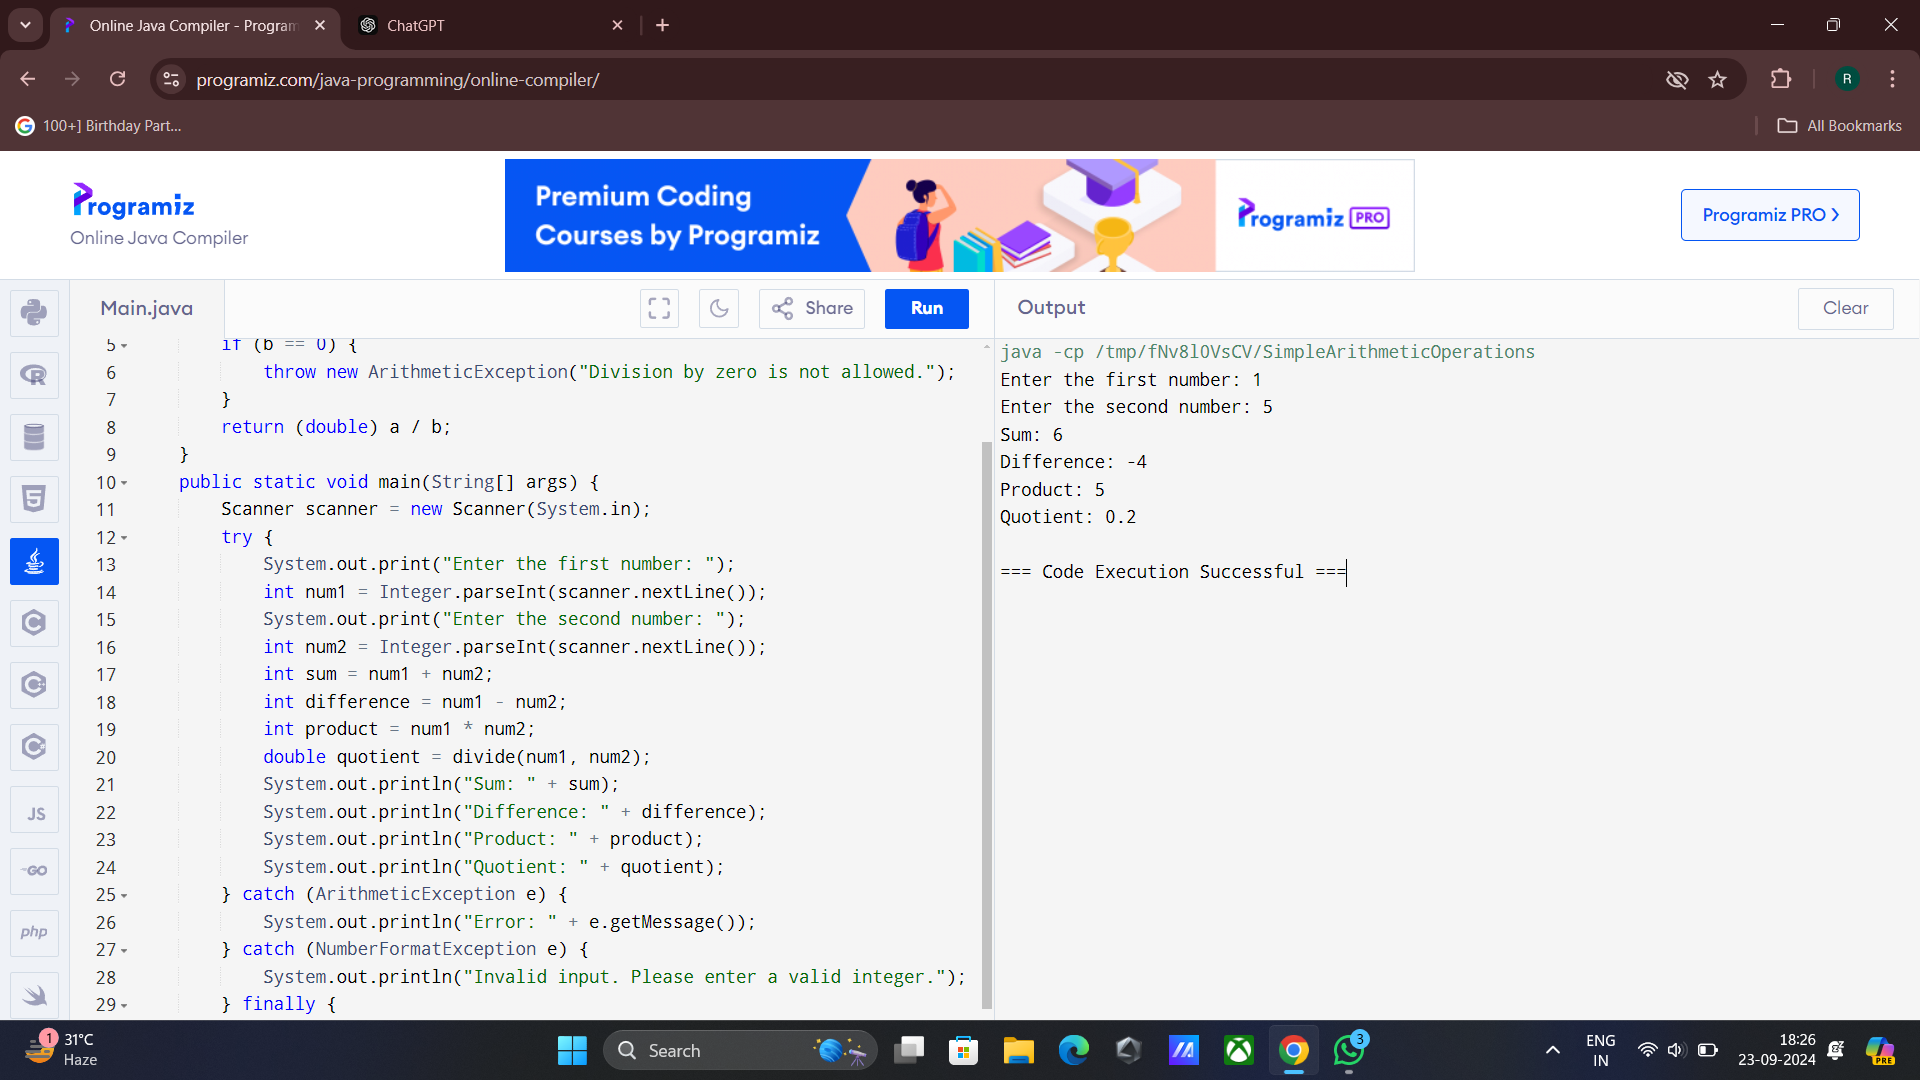 Online Java Compiler - Program
ChatGPT
programiz.com/java-programming/online-compiler/
R
100+] Birthday Part...
All Bookmarks
Programiz
Online Java Compiler
Premium Coding
Courses by Programiz
Programiz PRO
Programiz PRO
Main.java
Share
Run
Output
Clear
5 if (b == 0) {
6 throw new ArithmeticException("Division by zero is not allowed.");
7 }
8 return (double) a / b;
9 }
10 public static void main(String[] args) {
11 Scanner scanner = new Scanner(System.in);
12 try {
13 System.out.print("Enter the first number: ");
14 int num1 = Integer.parseInt(scanner.nextLine());
15 System.out.print("Enter the second number: ");
16 int num2 = Integer.parseInt(scanner.nextLine());
17 int sum = num1 + num2;
18 int difference = num1 - num2;
19 int product = num1 * num2;
20 double quotient = divide(num1, num2);
21 System.out.println("Sum: " + sum);
22 System.out.println("Difference: " + difference);
23 System.out.println("Product: " + product);
24 System.out.println("Quotient: " + quotient);
25 } catch (ArithmeticException e) {
26 System.out.println("Error: " + e.getMessage());
27 } catch (NumberFormatException e) {
28 System.out.println("Invalid input. Please enter a valid integer.");
29 } finally {
java -cp /tmp/fNv8l0VsCV/SimpleArithmeticOperations
Enter the first number: 1
Enter the second number: 5
Sum: 6
Difference: -4
Product: 5
Quotient: 0.2
=== Code Execution Successful ===
R
5
C
C
C
JS
GO
php
1
31°C
Haze
Search
3
ENG
IN
18:26
23-09-2024
PRE